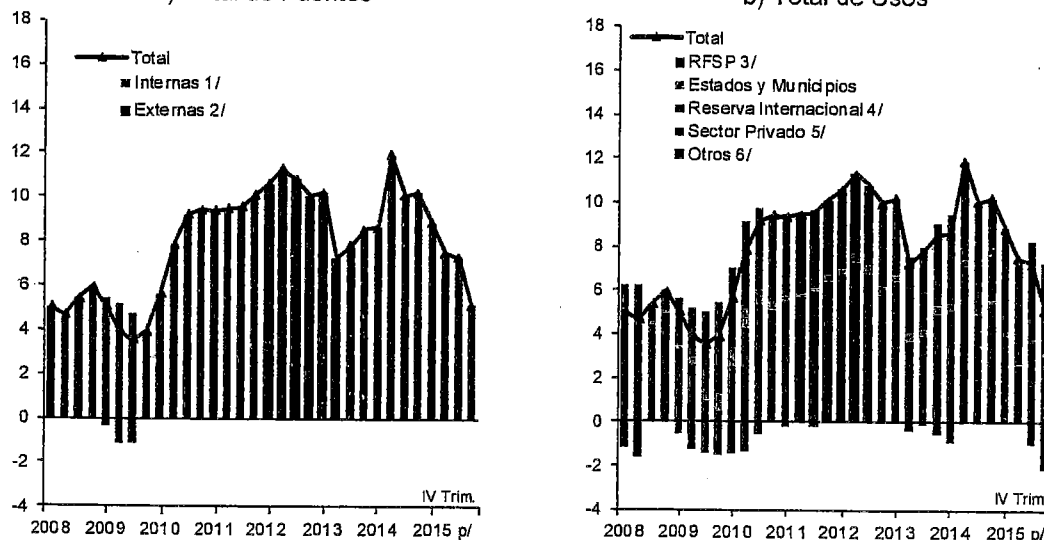 b) Total de Usos
18
16
14
12
10
8
6
4
2
0
-2
-4
Total
Internas 1/
Externas 2/
IV Trim.
2008 2009 2010 2011 2012 2013 2014 2015 p/
18
16
14
12
10
8
6
4
2
0
-2
-4
Total
RFSP 3/
Estados y Municipios
Reserva Internacional 4/
Sector Privado 5/
Otros 6/
IV Trim
2008 2009 2010 2011 2012 2013 2014 2015 p/